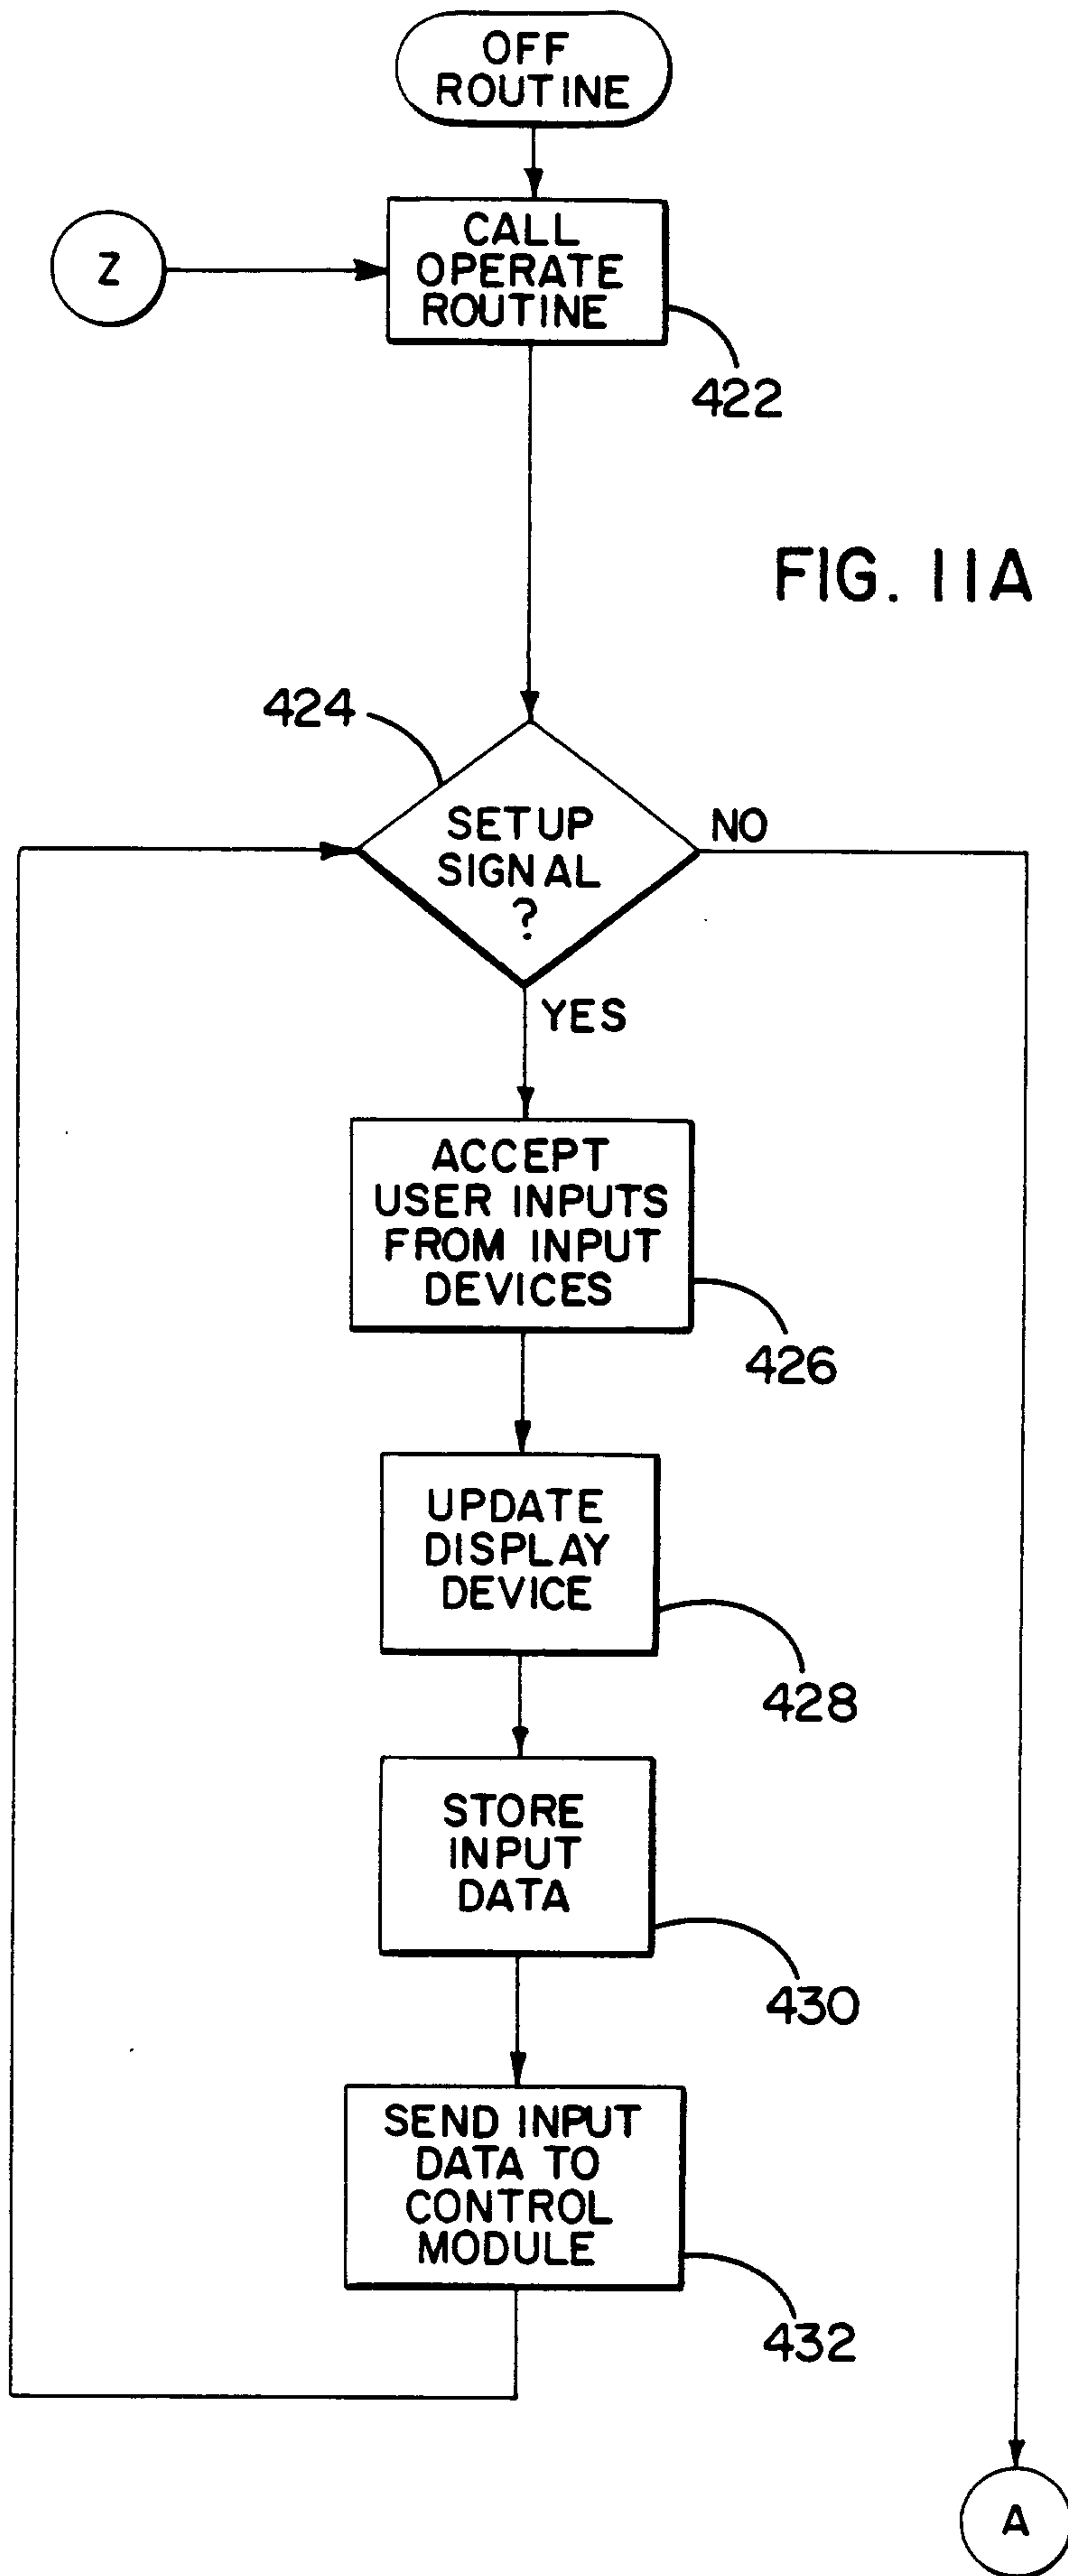 OFF
ROUTINE
Z
CALL
OPERATE
ROUTINE
422
FIG. 11A
424
SETUP
SIGNAL
?
NO
YES
ACCEPT
USER INPUTS
FROM INPUT
DEVICES
426
UPDATE
DISPLAY
DEVICE
428
STORE
INPUT
DATA
430
SEND INPUT
DATA TO
CONTROL
MODULE
432
A